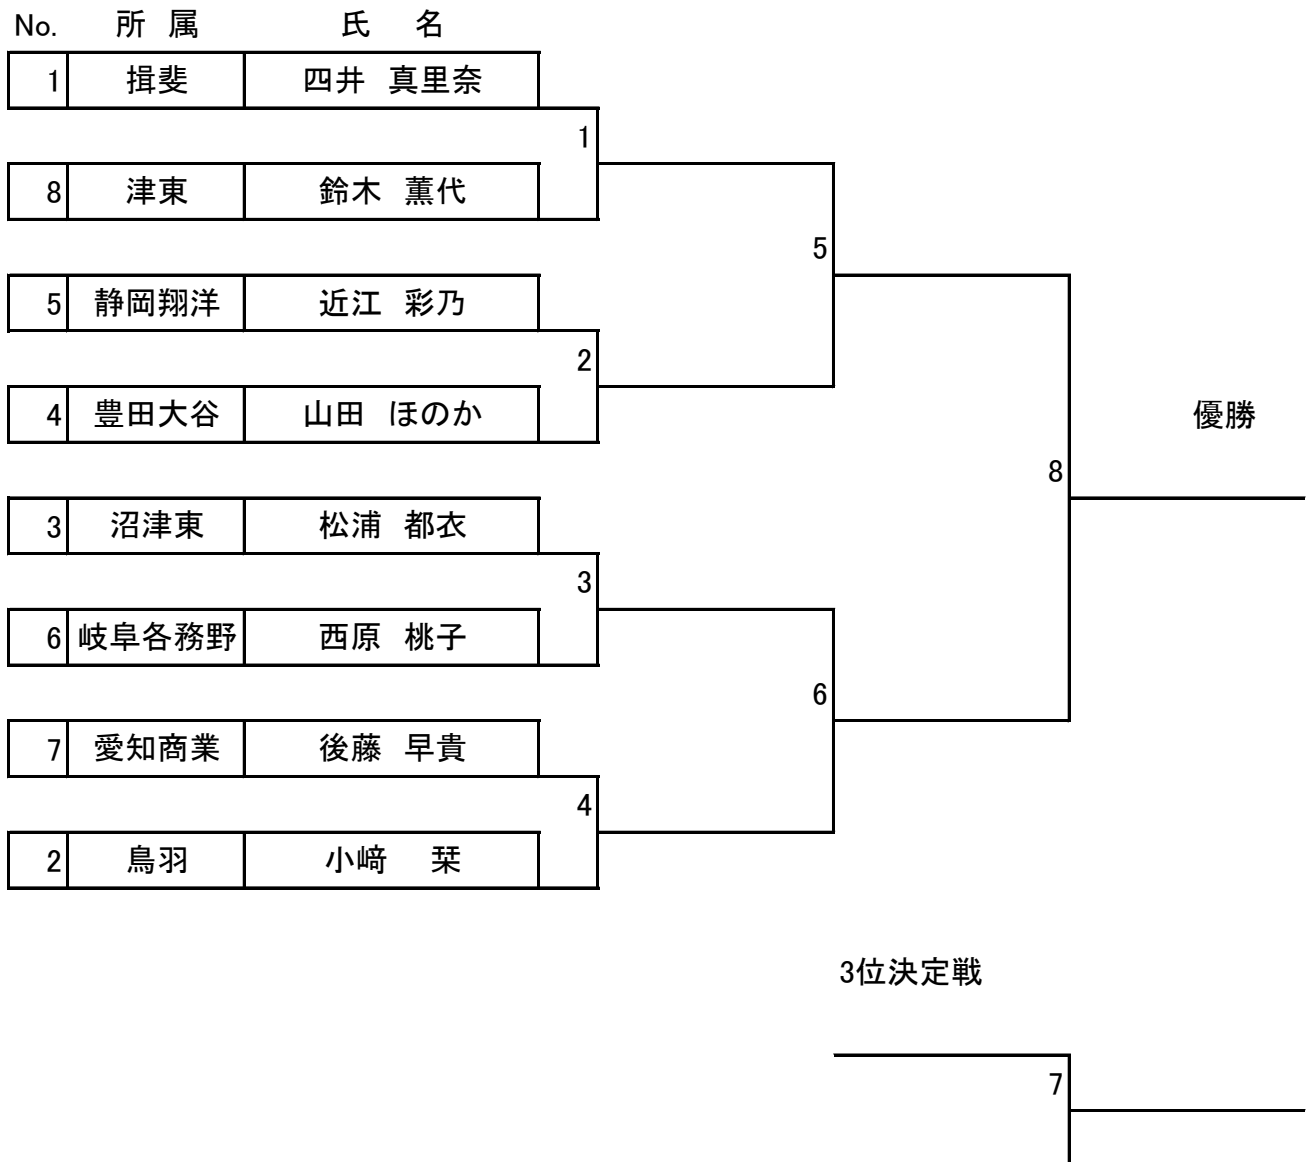 No. 所 属 氏 名
1 揖斐 四井 真里奈
1
8 津東 鈴木 薫代
5
5 静岡翔洋 近江 彩乃
2
4 豊田大谷 山田 ほのか 優勝
8
3 沼津東 松浦 都衣
3
6 岐阜各務野 西原 桃子
6
7 愛知商業 後藤 早貴
4
2 鳥羽 小﨑 栞
3位決定戦
7